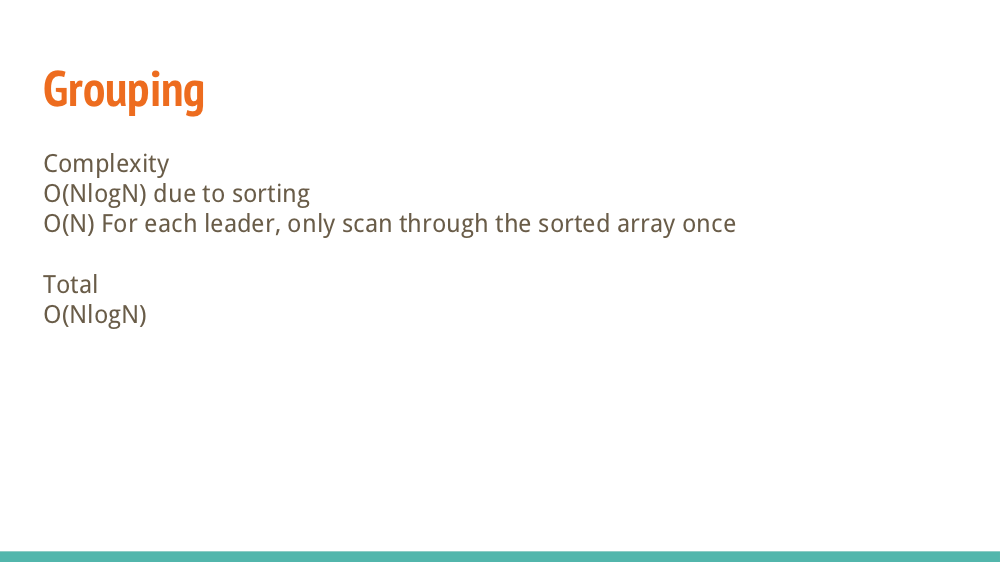 Grouping
Complexity
O(NlogN) due to sorting
O(N) For each leader, only scan through the sorted array once
Total
O(NlogN)